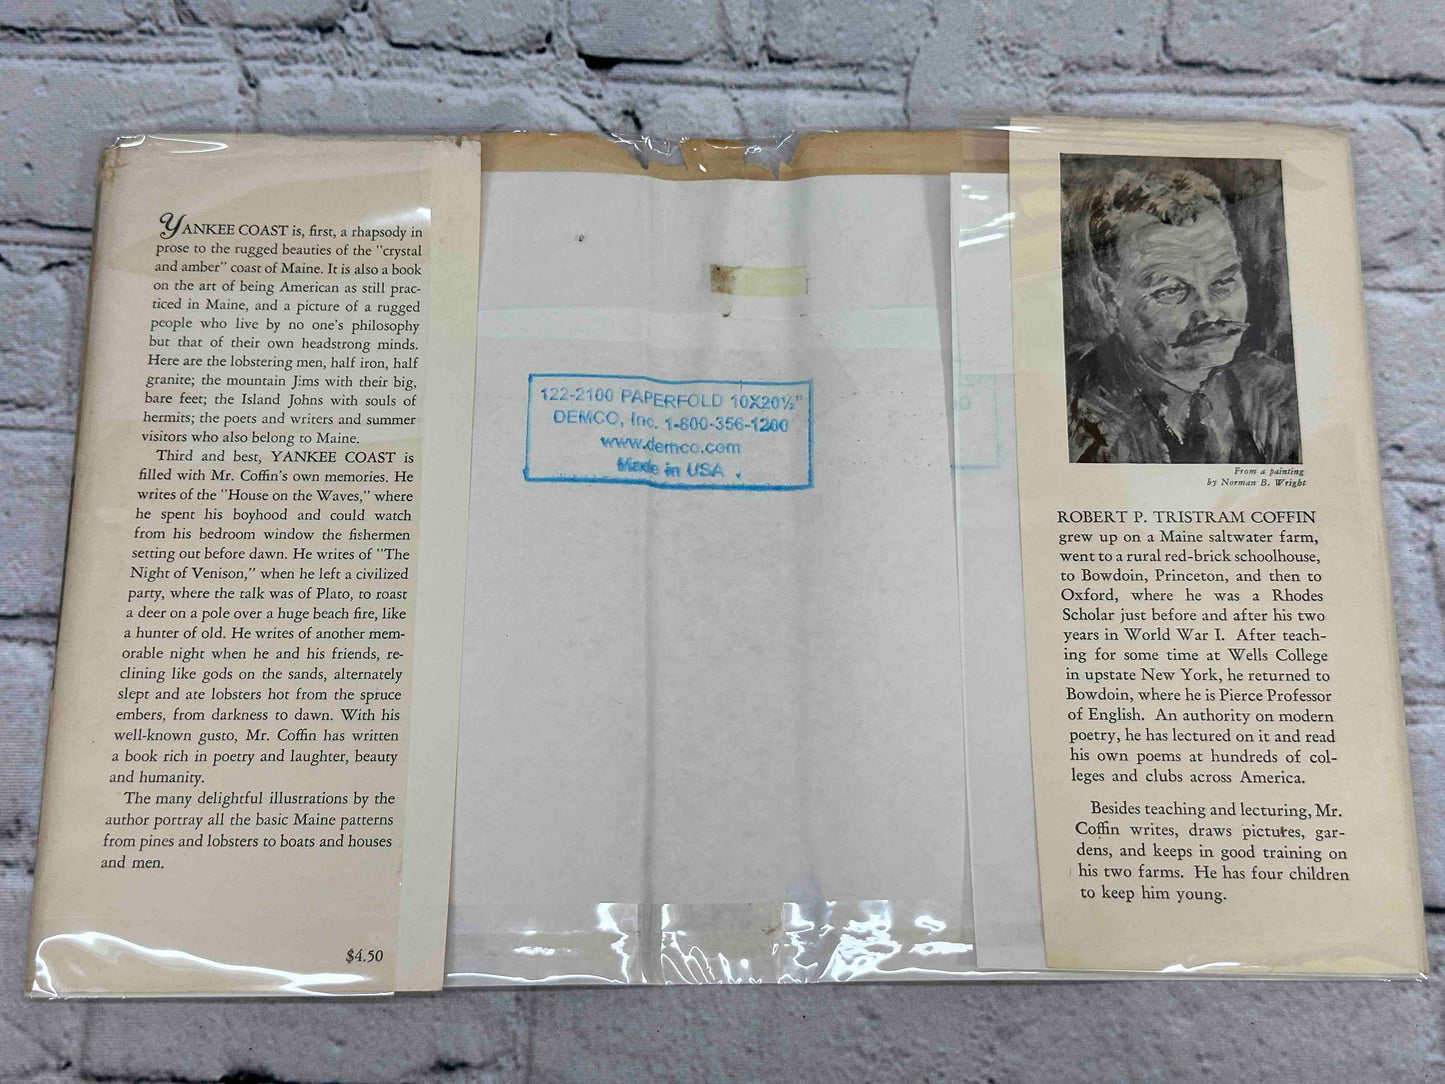 YANKEE COAST is, first, a rhapsody in
prose to the rugged beauties of the "crystal
and amber" coast of Maine. It is also a book
on the art of being American as still prac-
ticed in Maine, and a picture of a rugged
people who live by no one's philosophy
but that of their own headstrong minds.
Here are the lobstering men, half iron, half
granite; the mountain Jims with their big,
bare feet; the Island Johns with souls of
hermits; the poets and writers and summer
visitors who also belong to Maine.
Third and best, YANKEE COAST is
filled with Mr. Coffin's own memories. He
writes of the "House on the Waves," where
he spent his boyhood and could watch
from his bedroom window the fishermen
setting out before dawn. He writes of "The
Night of Venison," when he left a civilized
party, where the talk was of Plato, to roast
a deer on a pole over a huge beach fire, like
a hunter of old. He writes of another mem-
orable night when he and his friends, re-
clining like gods on the sands, alternately
slept and ate lobsters hot from the spruce
embers, from darkness to dawn. With his
well-known gusto, Mr. Coffin has written
a book rich in poetry and laughter, beauty
and humanity.
The many delightful illustrations by the
author portray all the basic Maine patterns
from pines and lobsters to boats and houses
and men.
$4.50
122-2100 PAPERFOLD 10X20½"
DEMCO, Inc. 1-800-356-1200
www.demco.com
Made in USA .
From a painting
by Norman B. Wright
ROBERT P. TRISTRAM COFFIN
grew up on a Maine saltwater farm,
went to a rural red-brick schoolhouse,
to Bowdoin, Princeton, and then to
Oxford, where he was a Rhodes
Scholar just before and after his two
years in World War I. After teach-
ing for some time at Wells College
in upstate New York, he returned to
Bowdoin, where he is Pierce Professor
of English. An authority on modern
poetry, he has lectured on it and read
his own poems at hundreds of col-
leges and clubs across America.
Besides teaching and lecturing, Mr.
Coffin writes, draws pictures, gar-
dens, and keeps in good training on
his two farms. He has four children
to keep him young.